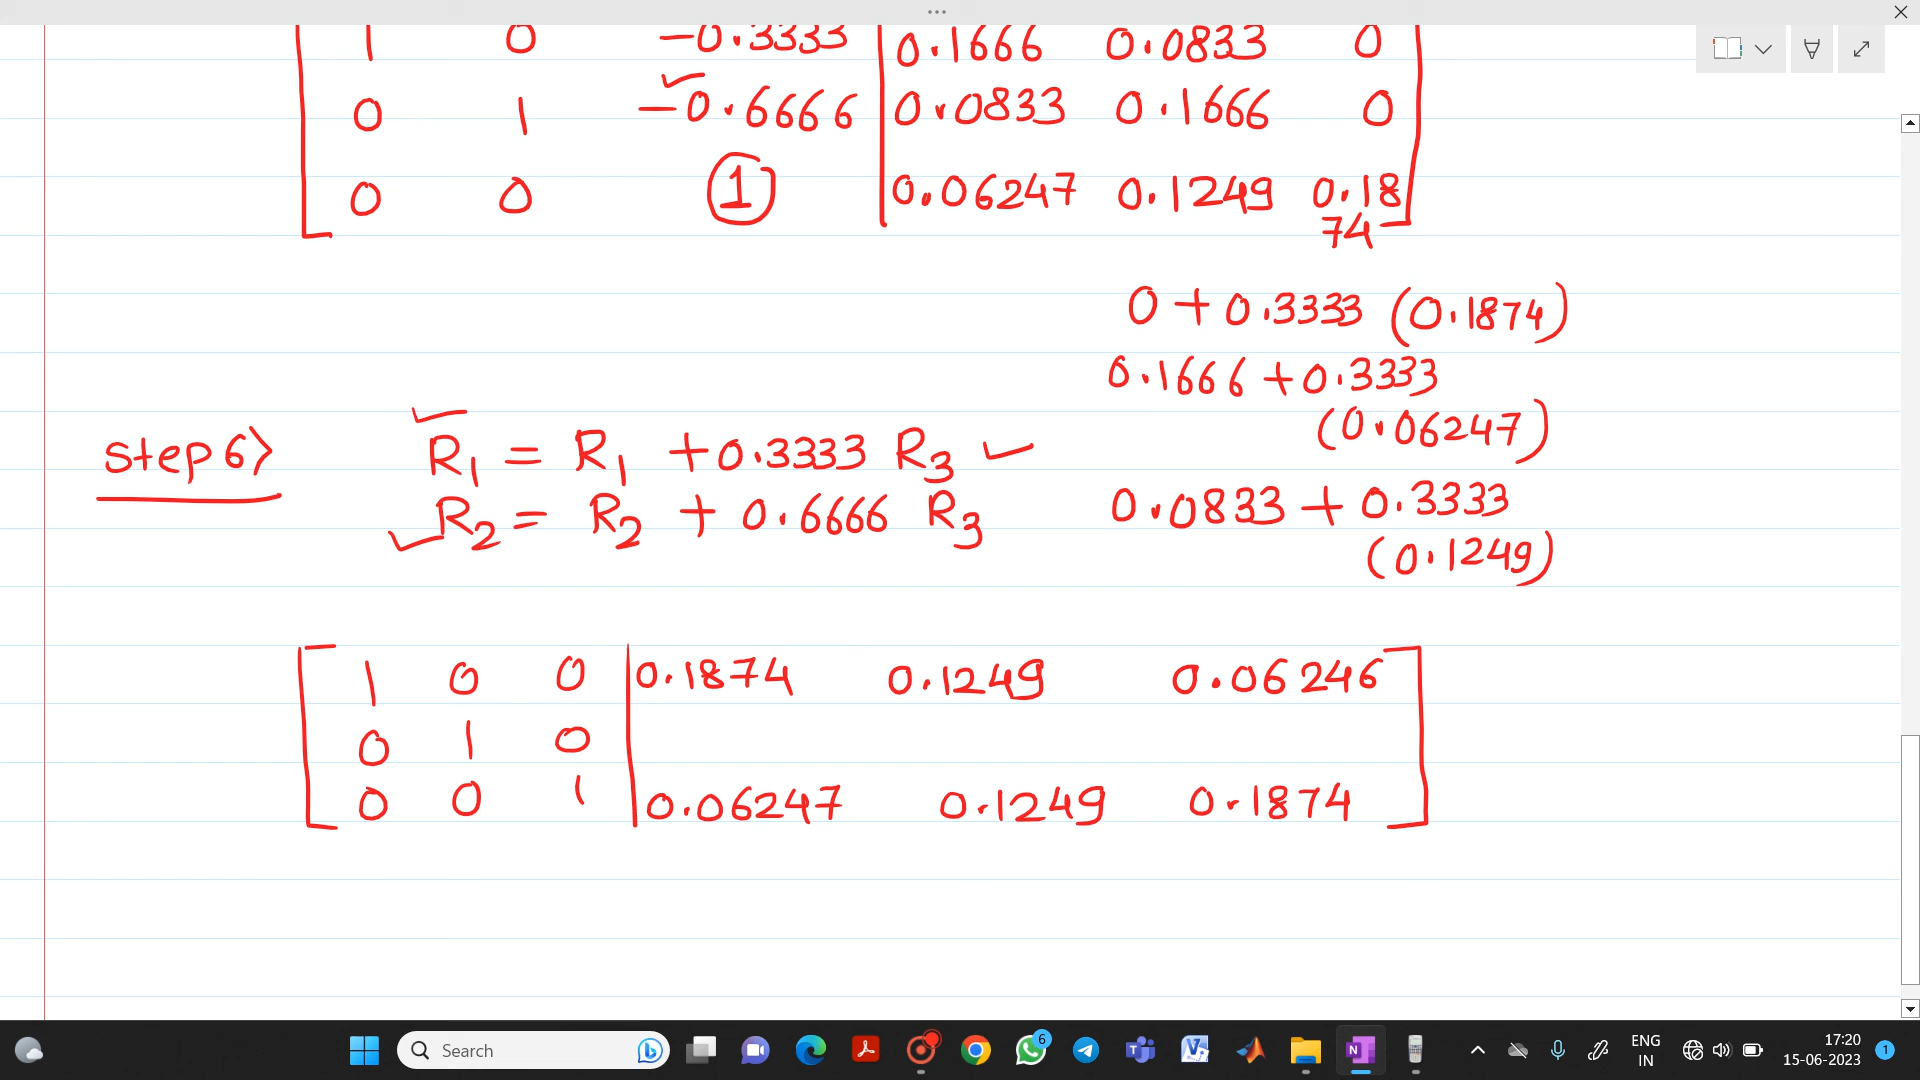 1 0 -0.3333 0.1666 0.0833 0
0 1 -0.6666 0.0833 0.1666 0
0 0 1 0.06247 0.1249 0.18
74
0 + 0.3333 (0.1874)
0.1666 + 0.3333
(0.06247)
Step 6> R1 = R1 + 0.3333 R3
R2 = R2 + 0.6666 R3
0.0833 + 0.3333
(0.1249)
1 0 0 0.1874 0.1249 0.06246
0 1 0
0 0 1 0.06247 0.1249 0.1874
Search
6
ENG
IN
17:20
15-06-2023
1